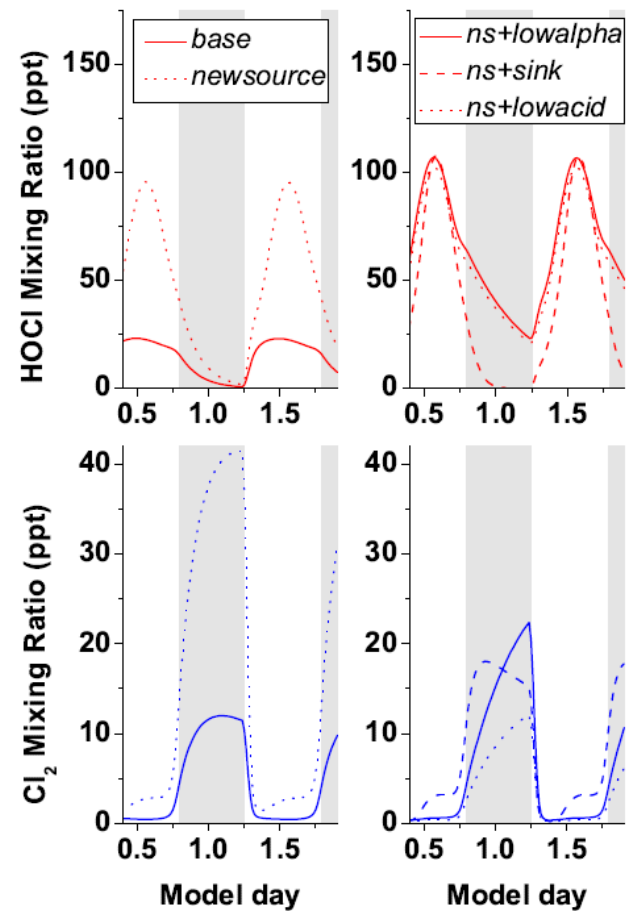 HOCl Mixing Ratio (ppt)
150
100
50
0
base
newsource
0.5 1.0 1.5
150
100
50
0
ns+lowalpha
ns+sink
ns+lowacid
0.5 1.0 1.5
Cl₂ Mixing Ratio (ppt)
40
30
20
10
0
0.5 1.0 1.5
Model day
40
30
20
10
0
0.5 1.0 1.5
Model day